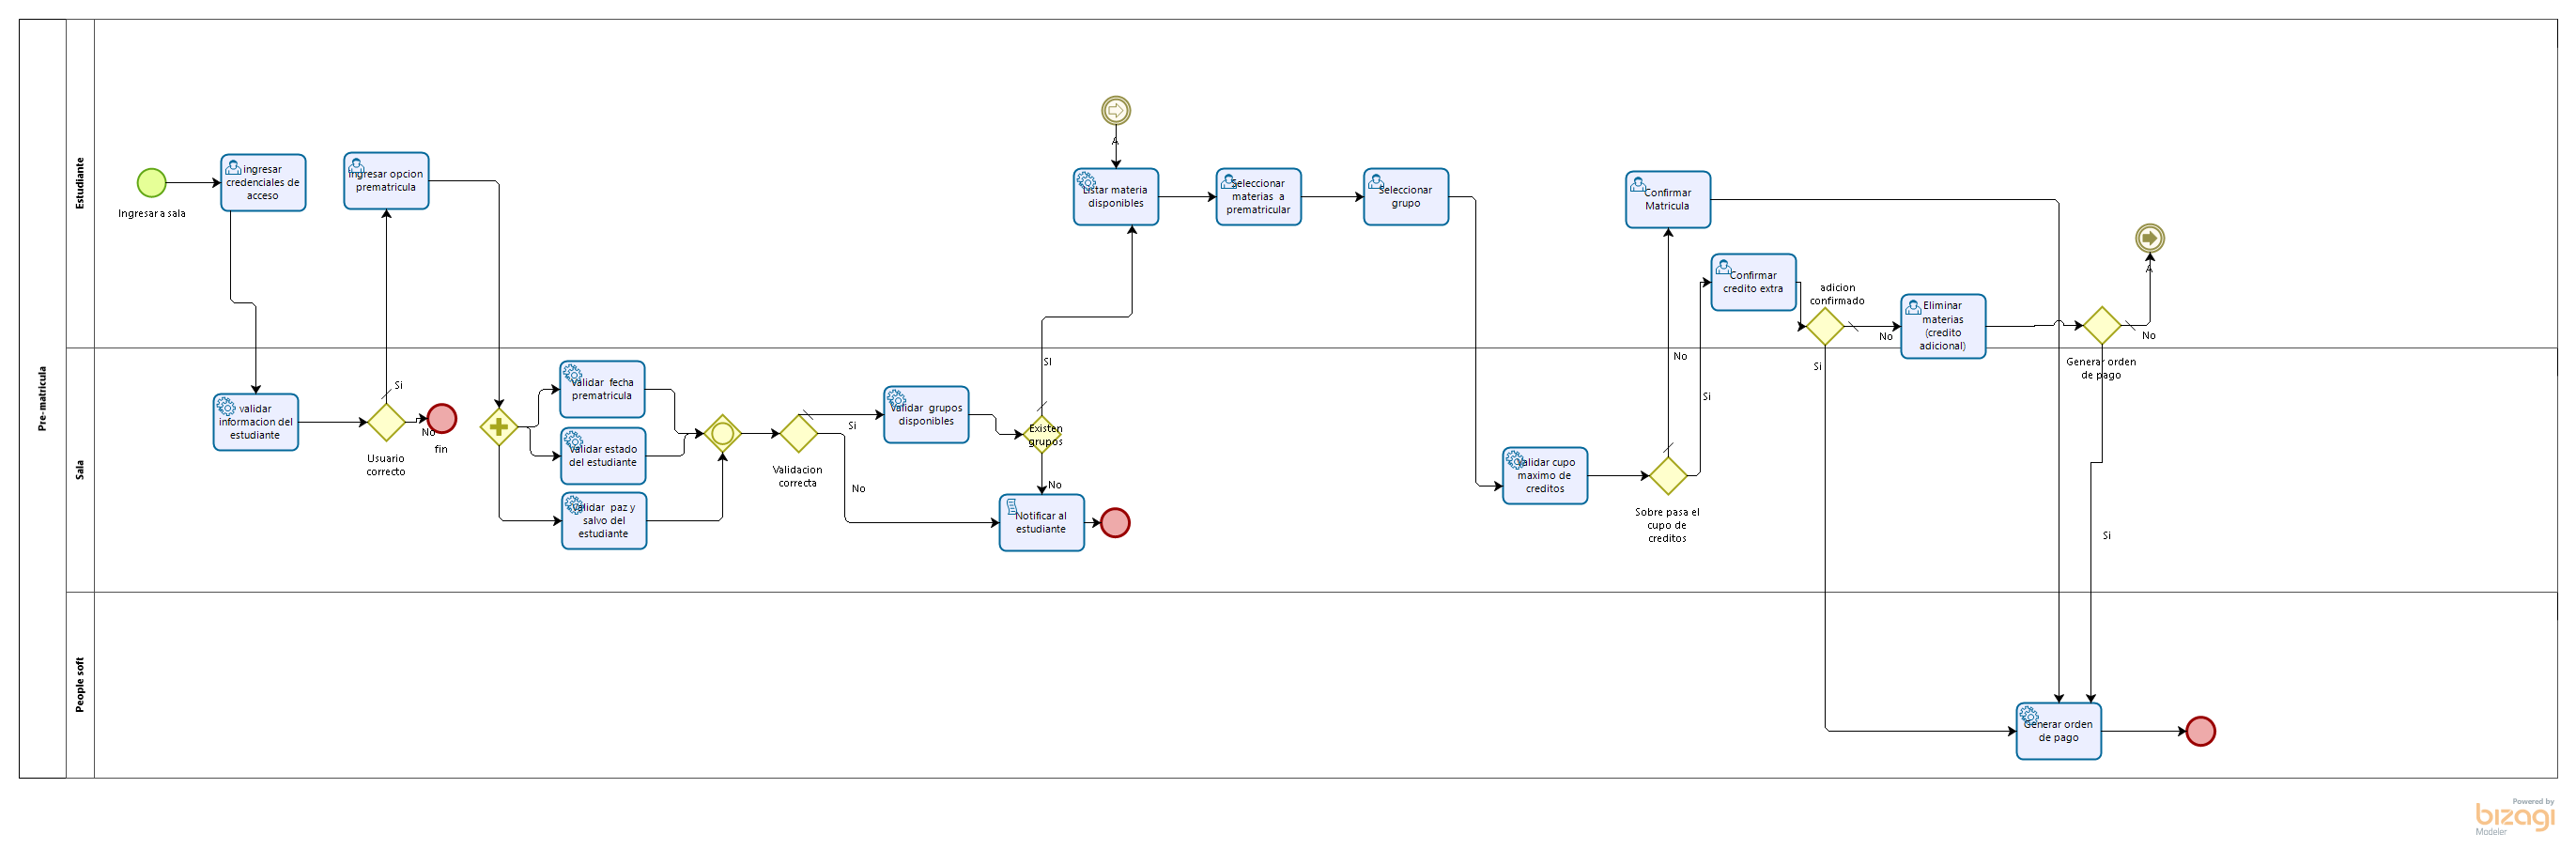 Pre-matricula
Estudiante
Ingresar a sala
ingresar
credenciales de
acceso
Ingresar opcion
prematricula
A
Listar materia
disponibles
Seleccionar
materias a
prematricular
Seleccionar
grupo
Confirmar
Matricula
Confirmar
credito extra
adicion
confirmado
No
Eliminar
materias
(credito
adicional)
No
A
Generar orden
de pago
Sala
validar
informacion del
estudiante
Si
No
Usuario
correcto
fin
Validar fecha
prematricula
Validar estado
del estudiante
Validar paz y
salvo del
estudiante
Validacion
correcta
Si
No
Validar grupos
disponibles
SI
Existen
grupos
No
Notificar al
estudiante
Validar cupo
maximo de
creditos
No
Si
Sobre pasa el
cupo de
creditos
Si
Si
People soft
Generar orden
de pago
Powered by
bizagi
Modeler